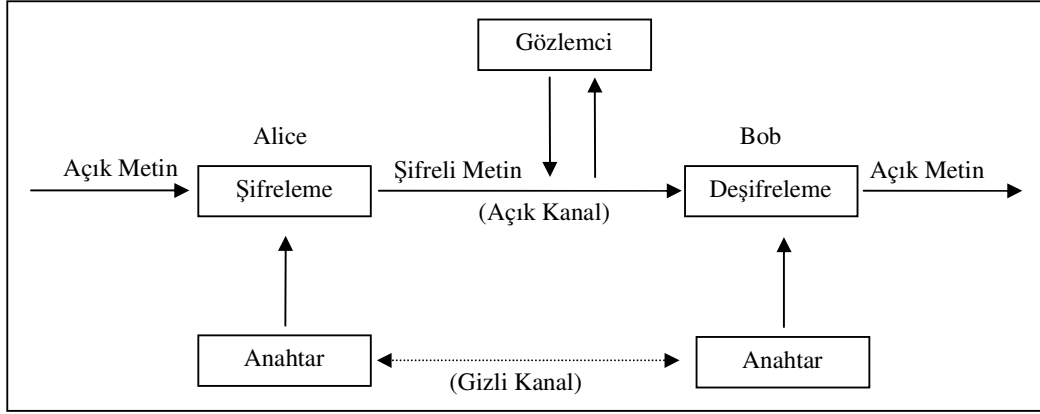 Gözlemci
Alice
Bob
Açık Metin
Şifreleme
Şifreli Metin
(Açık Kanal)
Deşifreleme
Açık Metin
Anahtar
(Gizli Kanal)
Anahtar